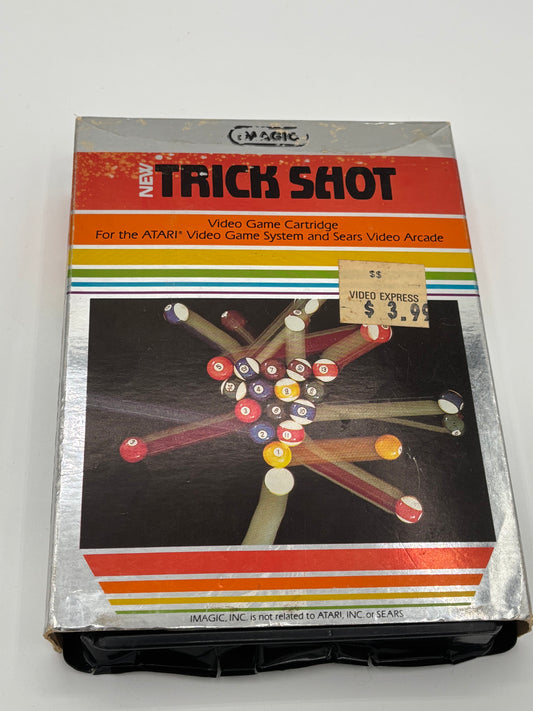 IMAGIC
NEW TRICK SHOT
Video Game Cartridge
For the ATARI® Video Game System and Sears Video Arcade
$$
VIDEO EXPRESS
$ 3.99
IMAGIC, INC. is not related to ATARI, INC. or SEARS